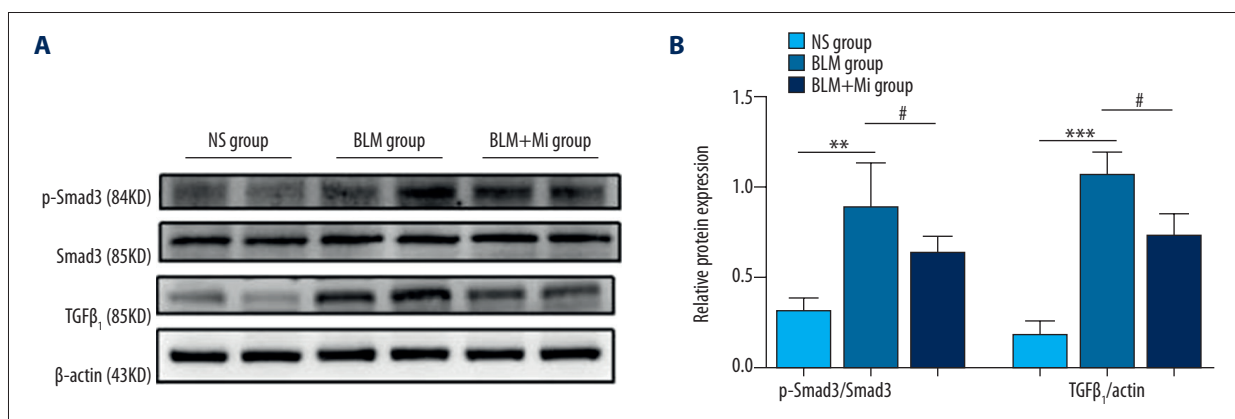 A
NS group BLM group BLM+Mi group
p-Smad3 (84KD)
Smad3 (85KD)
TGFβ₁ (85KD)
β-actin (43KD)
B
NS group
BLM group
BLM+Mi group
Relative protein expression
1.5
1.0
0.5
0.0
** # *** #
p-Smad3/Smad3 TGFβ₁/actin